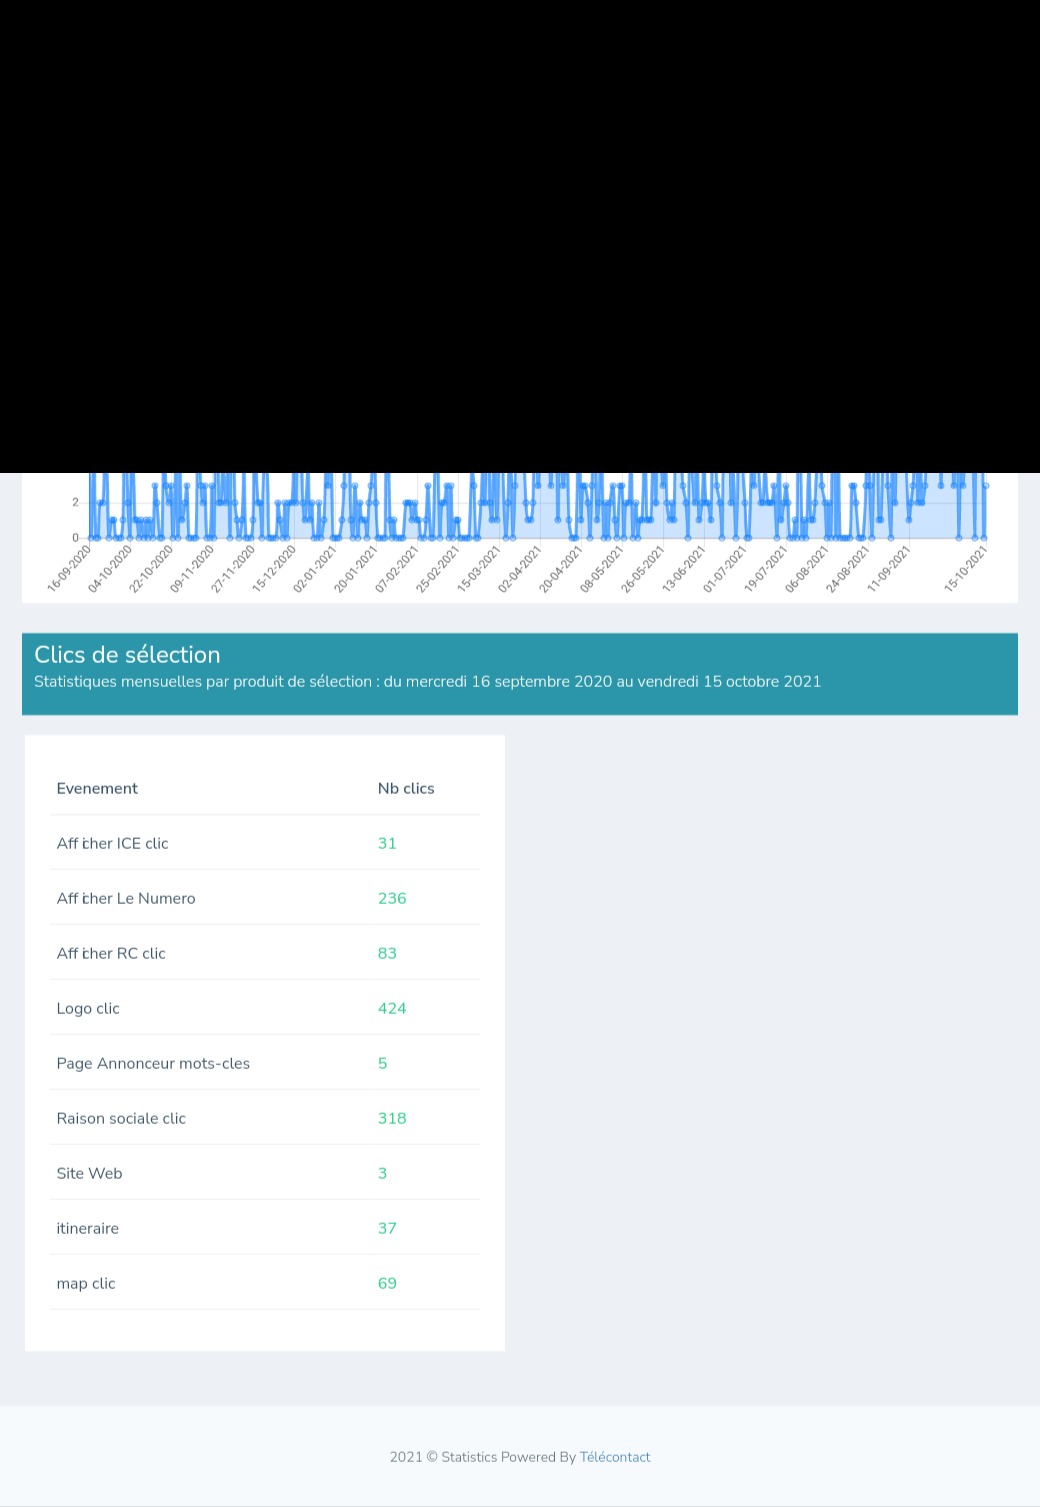 2
0
16-09-2020
04-10-2020
22-10-2020
09-11-2020
27-11-2020
15-12-2020
02-01-2021
20-01-2021
07-02-2021
25-02-2021
15-03-2021
02-04-2021
20-04-2021
08-05-2021
26-05-2021
13-06-2021
01-07-2021
19-07-2021
06-08-2021
24-08-2021
11-09-2021
15-10-2021
Clics de sélection
Statistiques mensuelles par produit de sélection : du mercredi 16 septembre 2020 au vendredi 15 octobre 2021
Evenement Nb clics
Afficher ICE clic 31
Afficher Le Numero 236
Afficher RC clic 83
Logo clic 424
Page Annonceur mots-cles 5
Raison sociale clic 318
Site Web 3
itineraire 37
map clic 69
2021 © Statistics Powered By Télécontact